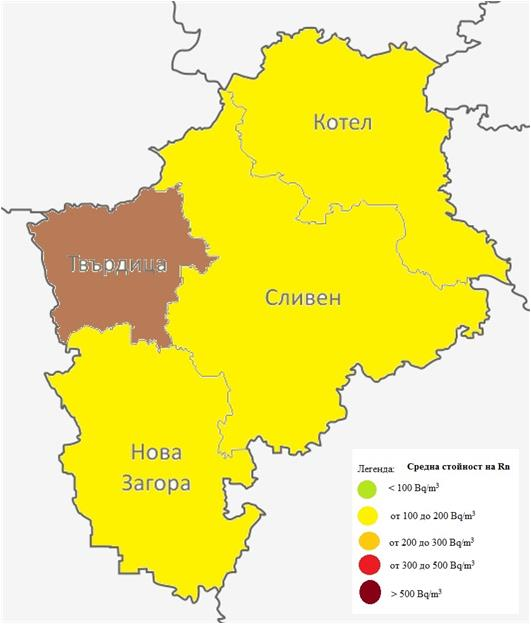 Котел
Твърдица
Сливен
Нова
Загора
Легенда: Средна стойност на Rn
< 100 Bq/m³
от 100 до 200 Bq/m³
от 200 до 300 Bq/m³
от 300 до 500 Bq/m³
> 500 Bq/m³